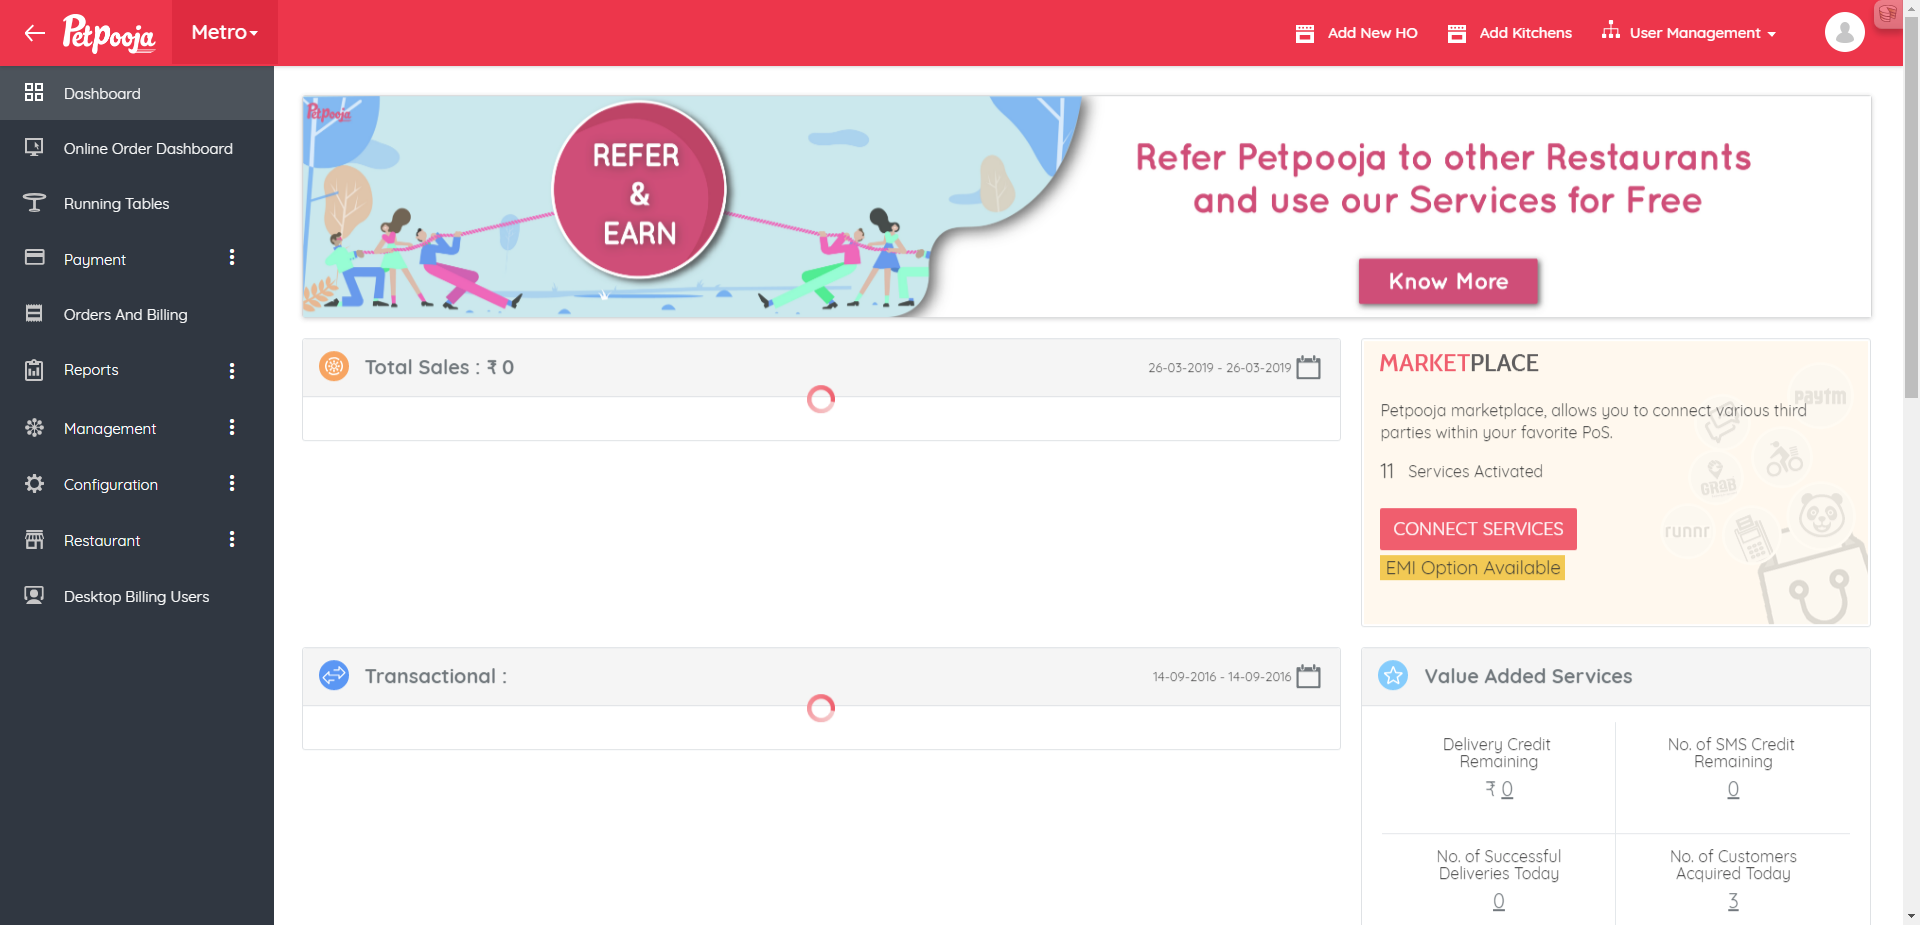 Petpooja
Metro
Add New HO
Add Kitchens
User Management
Dashboard
Online Order Dashboard
Running Tables
Payment
Orders And Billing
Reports
Management
Configuration
Restaurant
Desktop Billing Users
Petpooja
REFER
&
EARN
Refer Petpooja to other Restaurants
and use our Services for Free
Know More
Total Sales : ₹ 0
26-03-2019 - 26-03-2019
MARKETPLACE
Petpooja marketplace, allows you to connect various third
parties within your favorite PoS.
11 Services Activated
CONNECT SERVICES
EMI Option Available
paytm
GRAB
runnr
Transactional :
14-09-2016 - 14-09-2016
Value Added Services
Delivery Credit
Remaining
₹ 0
No. of SMS Credit
Remaining
0
No. of Successful
Deliveries Today
0
No. of Customers
Acquired Today
3